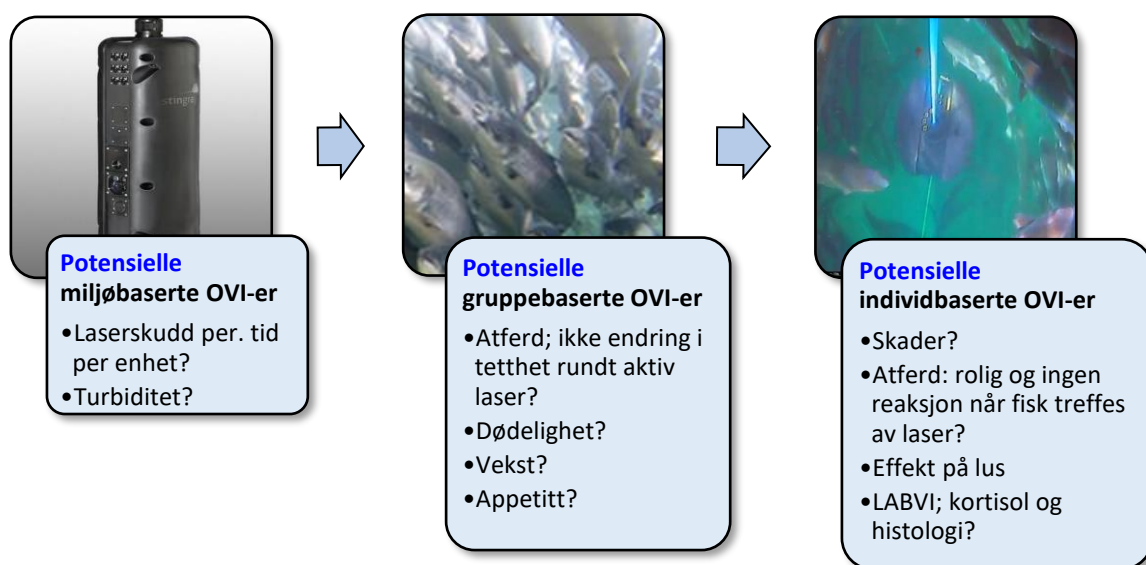 stingray
Potensielle
miljøbaserte OVI-er
•Laserskudd per. tid
per enhet?
•Turbiditet?
Potensielle
gruppebaserte OVI-er
•Atferd; ikke endring i
tetthet rundt aktiv
laser?
•Dødelighet?
•Vekst?
•Appetitt?
Potensielle
individbaserte OVI-er
•Skader?
•Atferd: rolig og ingen
reaksjon når fisk treffes
av laser?
•Effekt på lus
•LABVI; kortisol og
histologi?